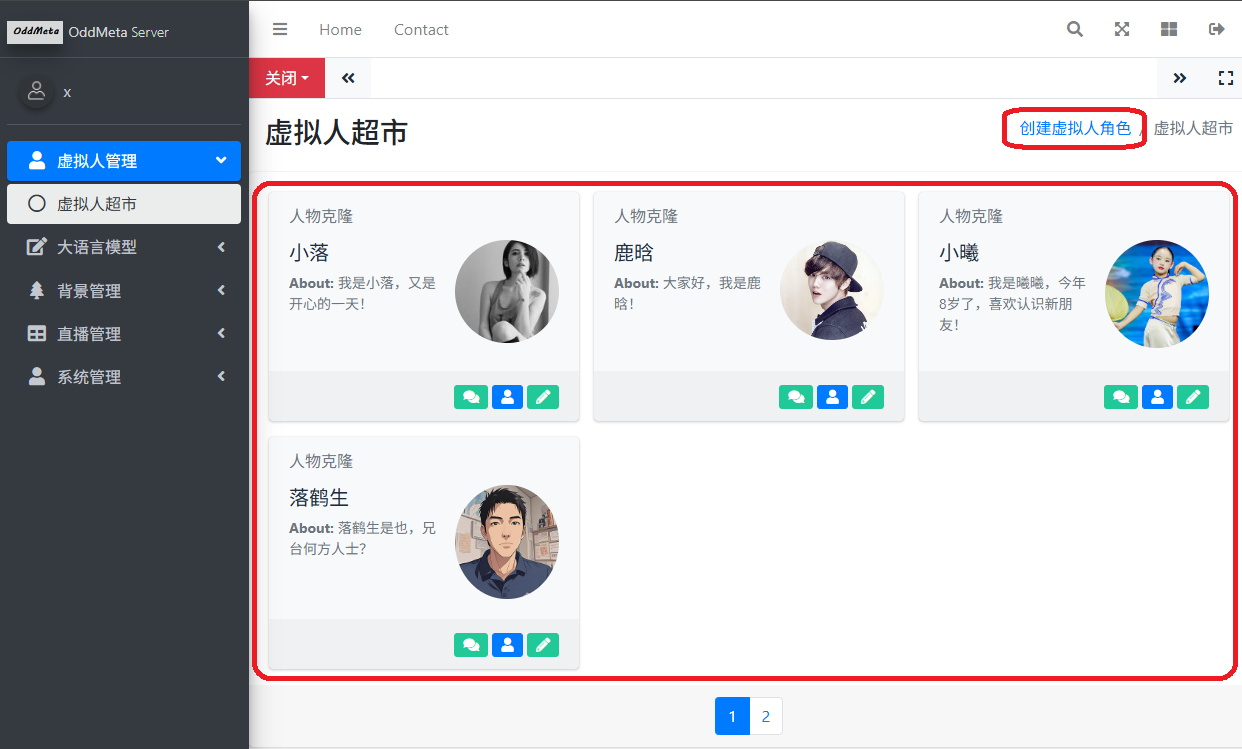 OddMeta OddMeta Server
Home Contact
x
关闭
虚拟人超市
创建虚拟人角色 / 虚拟人超市
虚拟人管理
虚拟人超市
大语言模型
背景管理
直播管理
系统管理
人物克隆
小落
About: 我是小落，又是
开心的一天！
人物克隆
鹿晗
About: 大家好，我是鹿
晗！
人物克隆
小曦
About: 我是曦曦，今年
8岁了，喜欢认识新朋
友！
人物克隆
落鹤生
About: 落鹤生是也，兄
台何方人士？
1 2